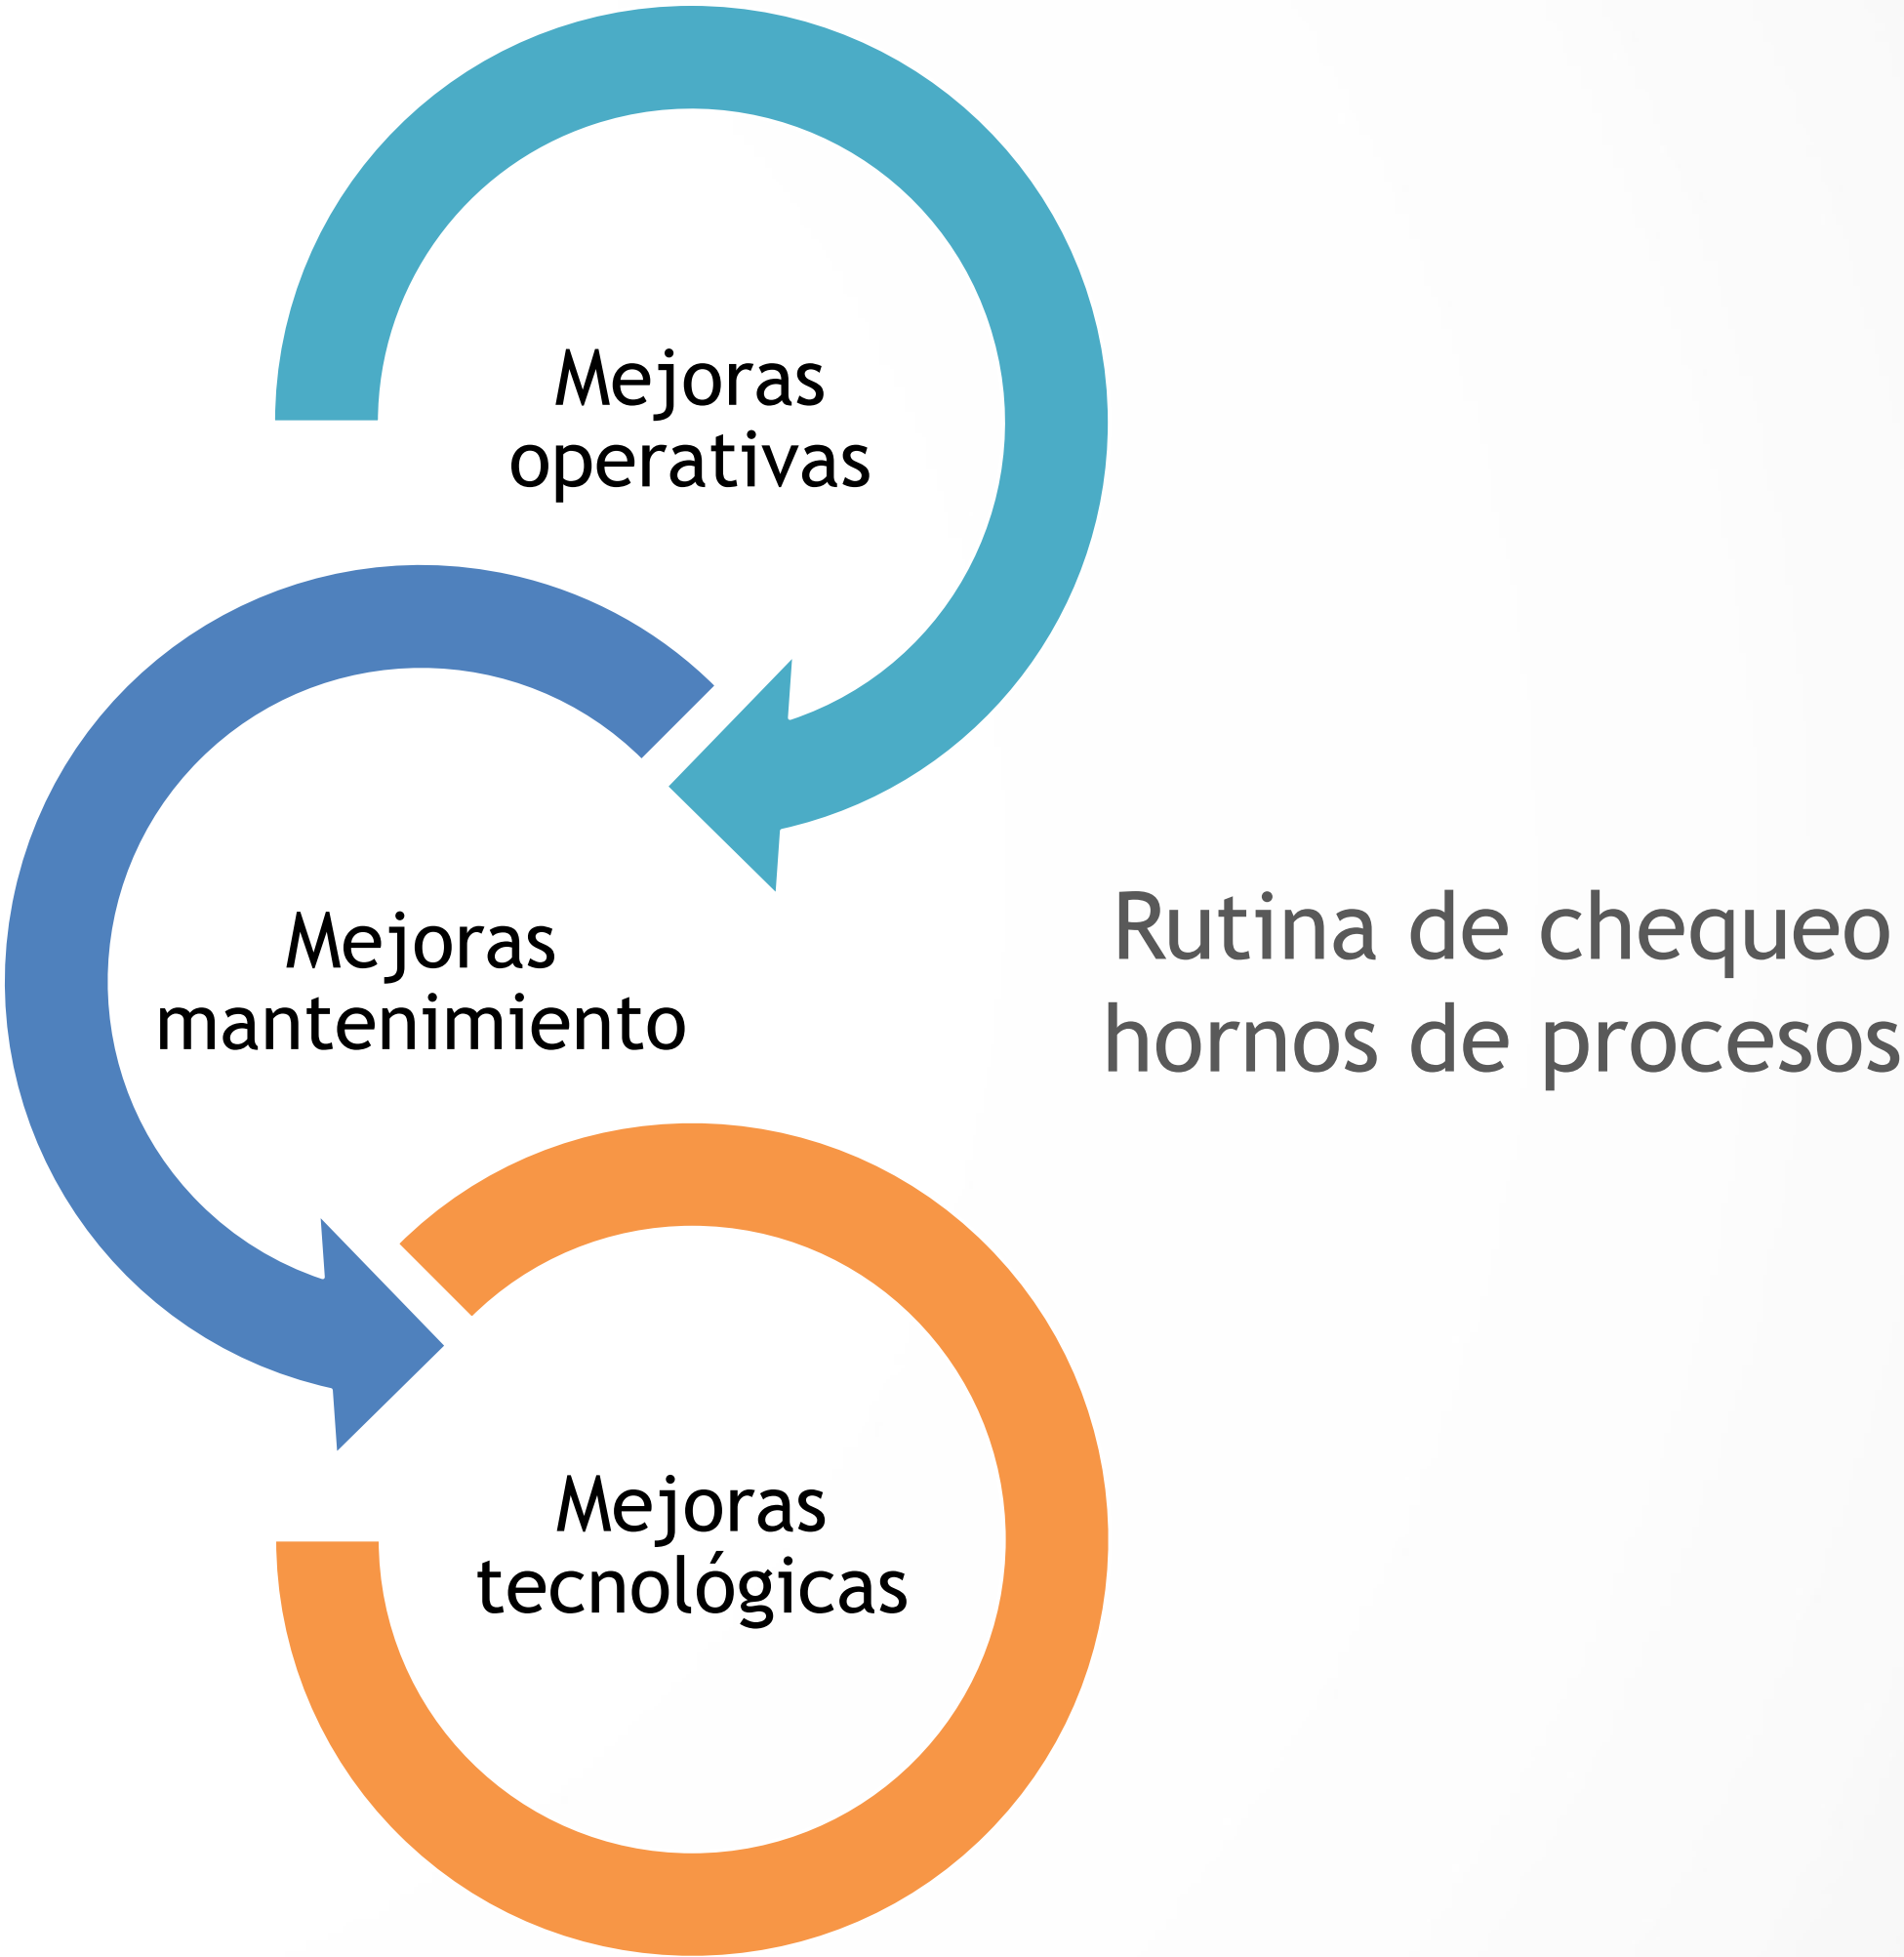 Mejoras
operativas
Mejoras
mantenimiento
Rutina de chequeo
hornos de procesos
Mejoras
tecnológicas